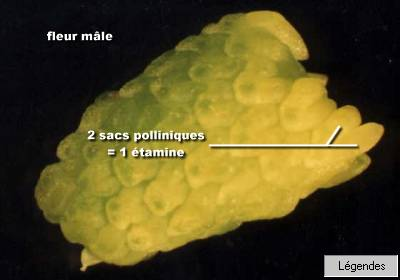 fleur mâle
2 sacs polliniques
= 1 étamine
Légendes